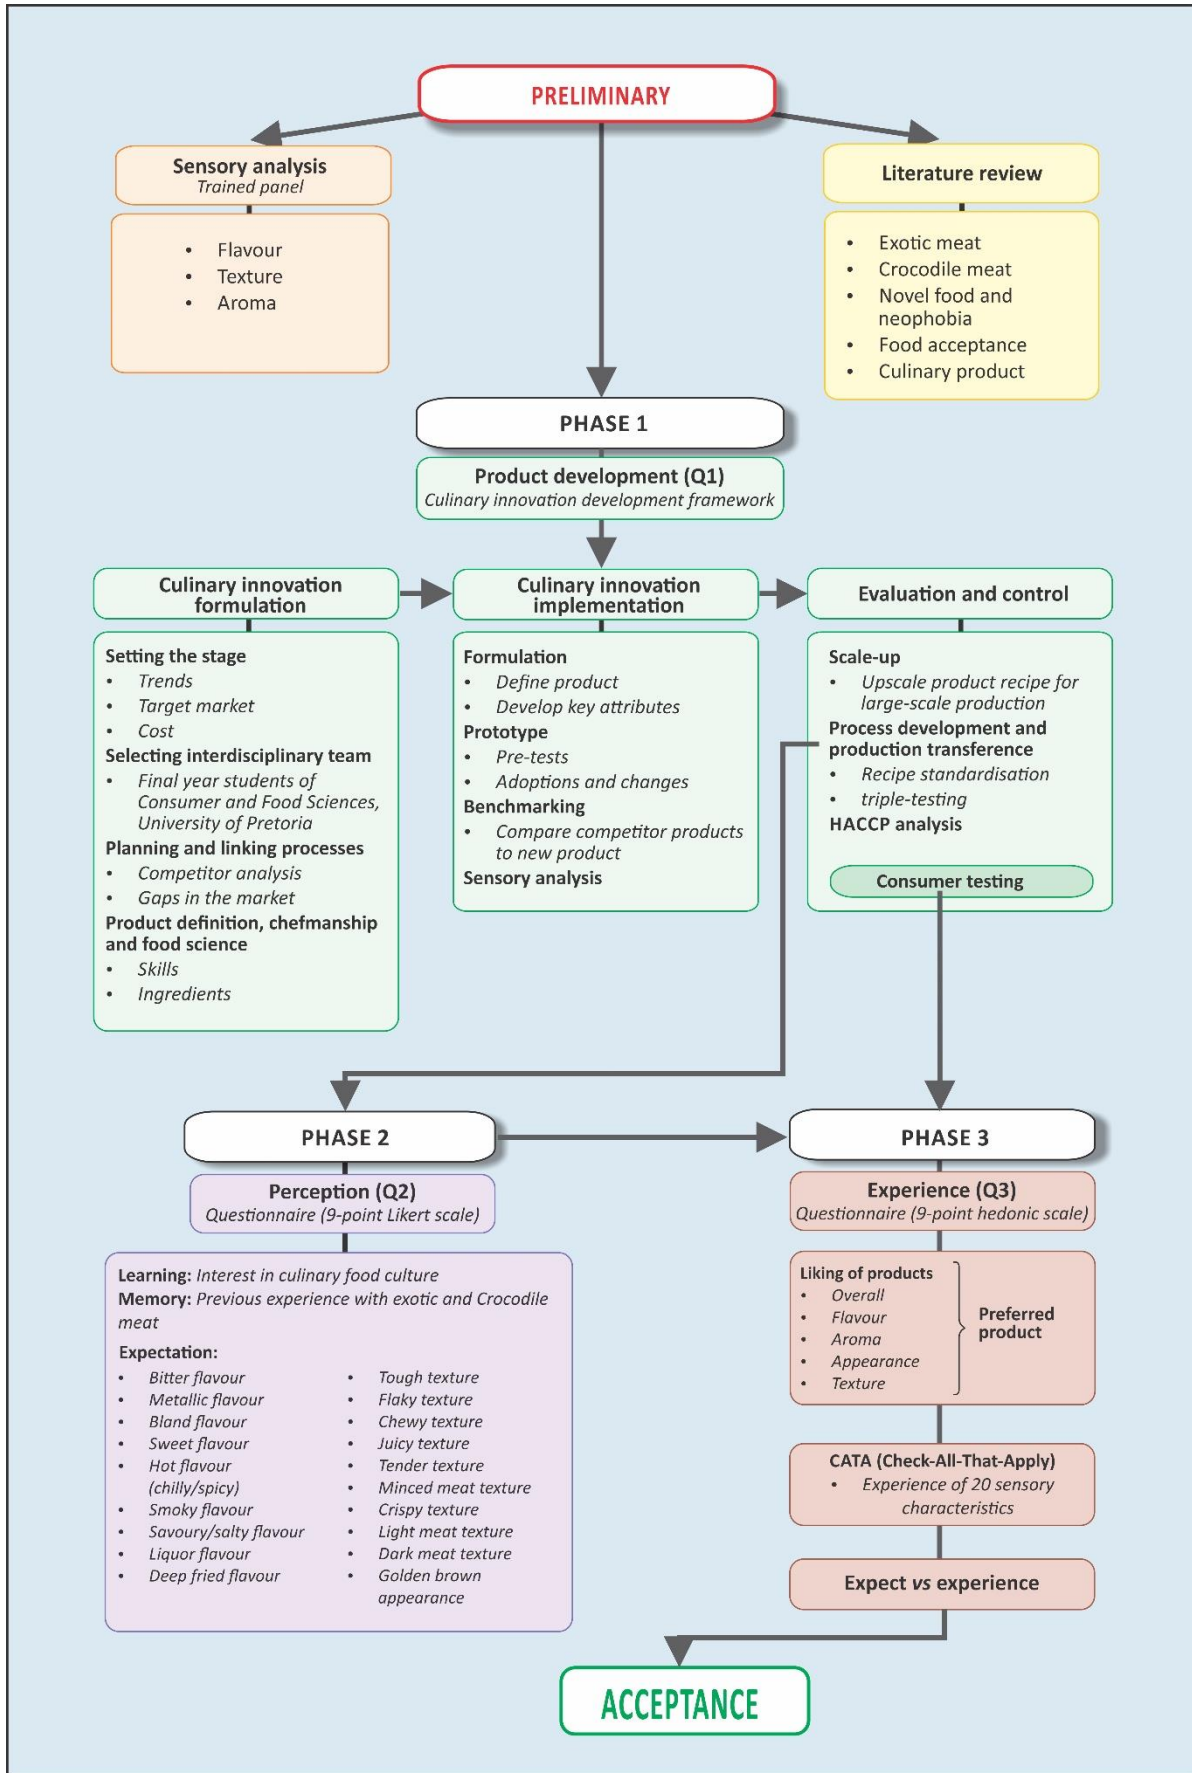 PRELIMINARY
Sensory analysis
Trained panel
• Flavour
• Texture
• Aroma
Literature review
• Exotic meat
• Crocodile meat
• Novel food and
neophobia
• Food acceptance
• Culinary product
PHASE 1
Product development (Q1)
Culinary innovation development framework
Culinary innovation
formulation
Setting the stage
• Trends
• Target market
• Cost
Selecting interdisciplinary team
• Final year students of
Consumer and Food Sciences,
University of Pretoria
Planning and linking processes
• Competitor analysis
• Gaps in the market
Product definition, chefmanship
and food science
• Skills
• Ingredients
Culinary innovation
implementation
Formulation
• Define product
• Develop key attributes
Prototype
• Pre-tests
• Adoptions and changes
Benchmarking
• Compare competitor products
to new product
Sensory analysis
Evaluation and control
Scale-up
• Upscale product recipe for
large-scale production
Process development and
production transference
• Recipe standardisation
• triple-testing
HACCP analysis
Consumer testing
PHASE 2
Perception (Q2)
Questionnaire (9-point Likert scale)
Learning: Interest in culinary food culture
Memory: Previous experience with exotic and Crocodile
meat
Expectation:
• Bitter flavour
• Metallic flavour
• Bland flavour
• Sweet flavour
• Hot flavour
(chilly/spicy)
• Smoky flavour
• Savoury/salty flavour
• Liquor flavour
• Deep fried flavour
• Tough texture
• Flaky texture
• Chewy texture
• Juicy texture
• Tender texture
• Minced meat texture
• Crispy texture
• Light meat texture
• Dark meat texture
• Golden brown
appearance
PHASE 3
Experience (Q3)
Questionnaire (9-point hedonic scale)
Liking of products
• Overall
• Flavour
• Aroma
• Appearance
• Texture
Preferred
product
CATA (Check-All-That-Apply)
• Experience of 20 sensory
characteristics
Expect vs experience
ACCEPTANCE